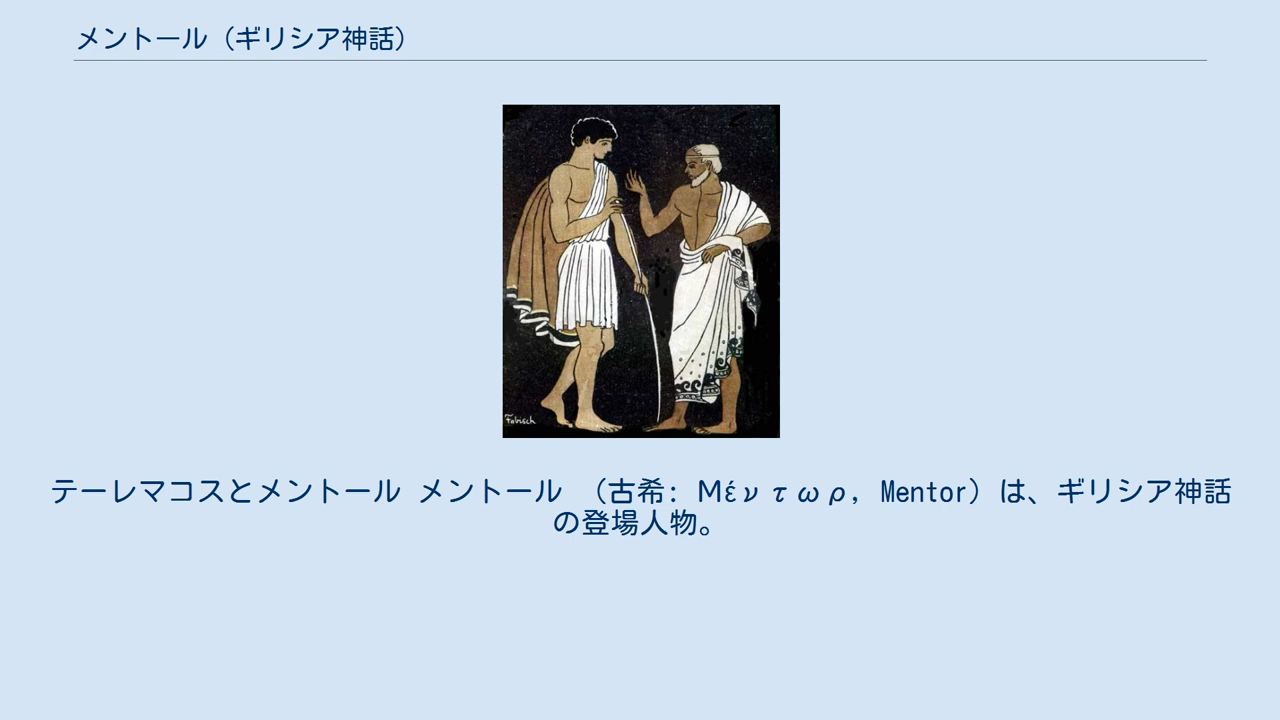 メントール（ギリシア神話）
Fabisch
テーレマコスとメントール メントール （古希: Μέντωρ, Mentor）は、ギリシア神話
の登場人物。